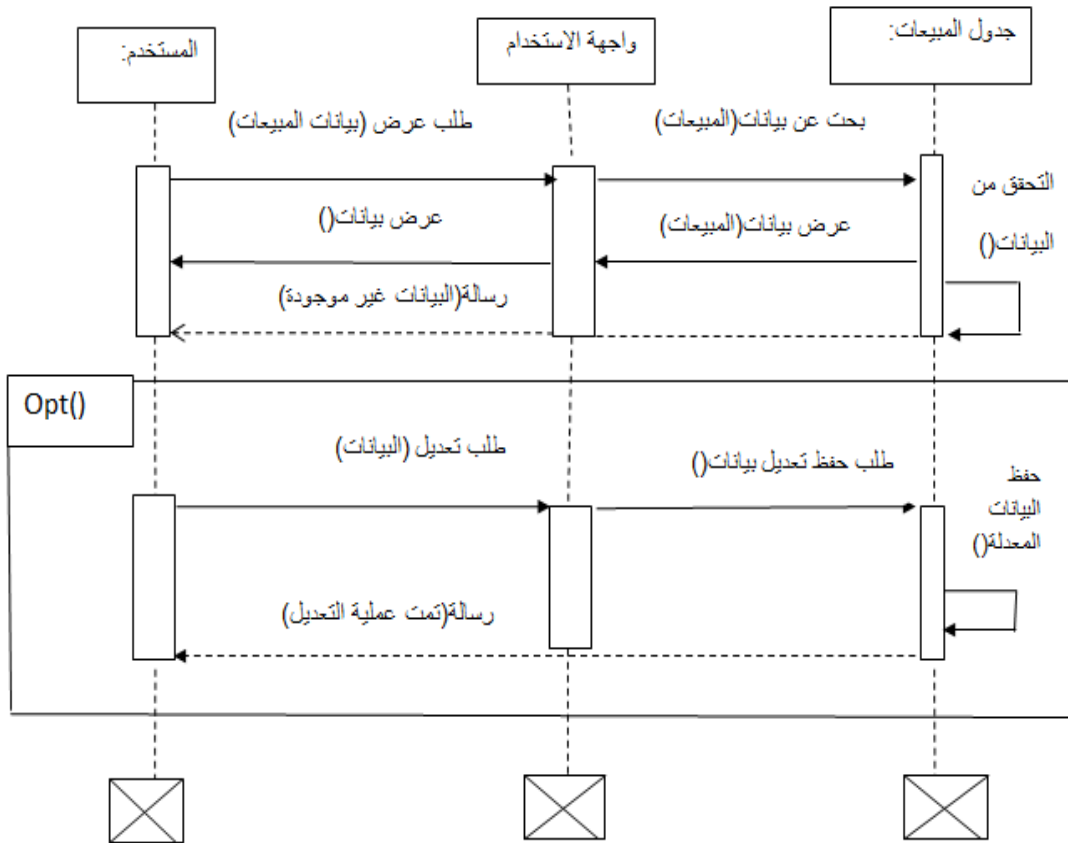 المستخدم:
واجهة الاستخدام
جدول المبيعات:
طلب عرض (بيانات المبيعات)
بحت عن بيانات(المبيعات)
التحقق من
البيانات()
عرض بيانات()
عرض بيانات(المبيعات)
رسالة(البيانات غير موجودة)
Opt()
طلب تعديل (البيانات)
طلب حفظ تعديل بيانات()
حفظ
البيانات
المعدلة()
رسالة(تمت عملية التعديل)